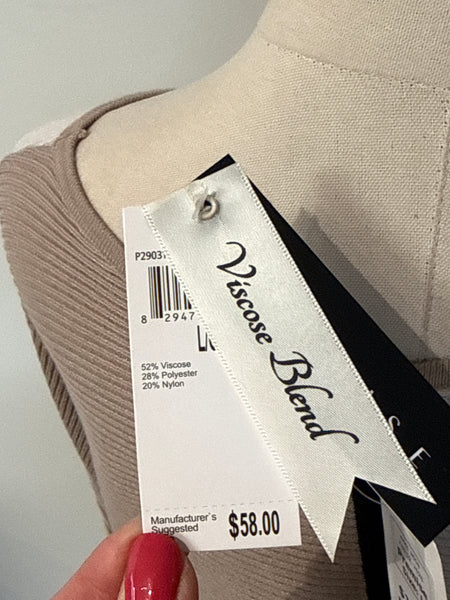 P2903
8 2947
52% Viscose
28% Polyester
20% Nylon
Manufacturer's
Suggested
$58.00
Viscose Blend
S E